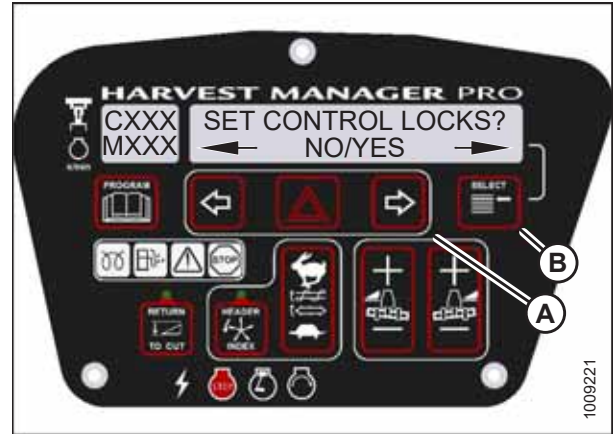 HARVEST MANAGER PRO
CXXX
MXXX
SET CONTROL LOCKS?
NO/YES
PROGRAM
SELECT
STOP
B
A
RETURN
TO CUT
HEADER
INDEX
STOP
1009221